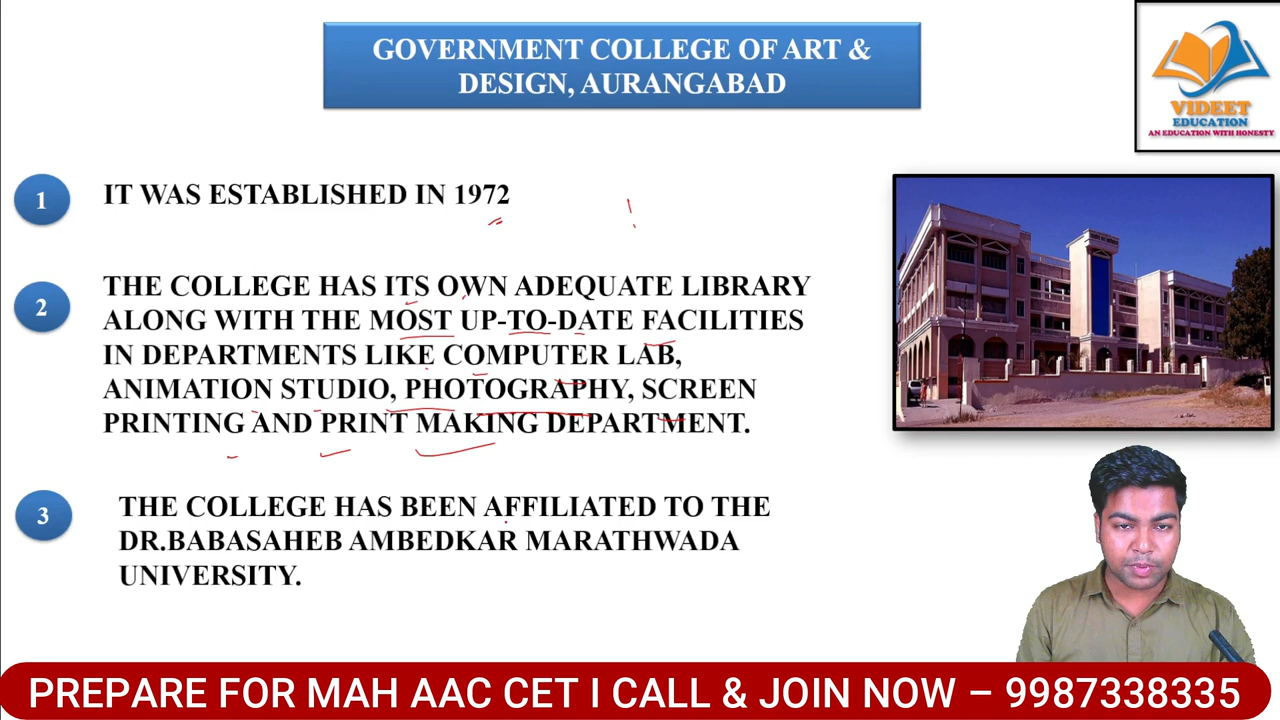 GOVERNMENT COLLEGE OF ART &
DESIGN, AURANGABAD
VIDEET
EDUCATION
AN EDUCATION WITH HONESTY
1
IT WAS ESTABLISHED IN 1972
2
THE COLLEGE HAS ITS OWN ADEQUATE LIBRARY
ALONG WITH THE MOST UP-TO-DATE FACILITIES
IN DEPARTMENTS LIKE COMPUTER LAB,
ANIMATION STUDIO, PHOTOGRAPHY, SCREEN
PRINTING AND PRINT MAKING DEPARTMENT.
3
THE COLLEGE HAS BEEN AFFILIATED TO THE
DR.BABASAHEB AMBEDKAR MARATHWADA
UNIVERSITY.
PREPARE FOR MAH AAC CET I CALL & JOIN NOW – 9987338335